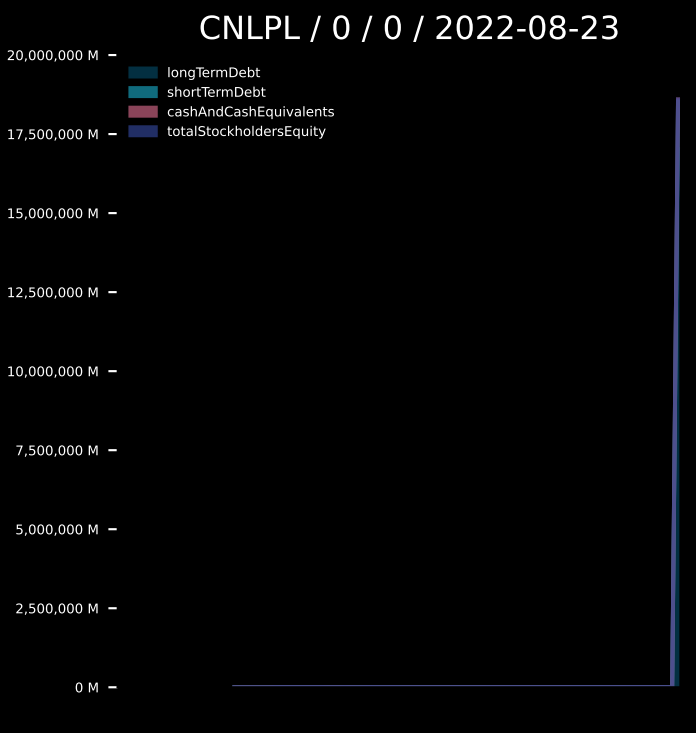 CNLPL / 0 / 0 / 2022-08-23
20,000,000 M
longTermDebt
shortTermDebt
cashAndCashEquivalents
totalStockholdersEquity
17,500,000 M
15,000,000 M
12,500,000 M
10,000,000 M
7,500,000 M
5,000,000 M
2,500,000 M
0 M